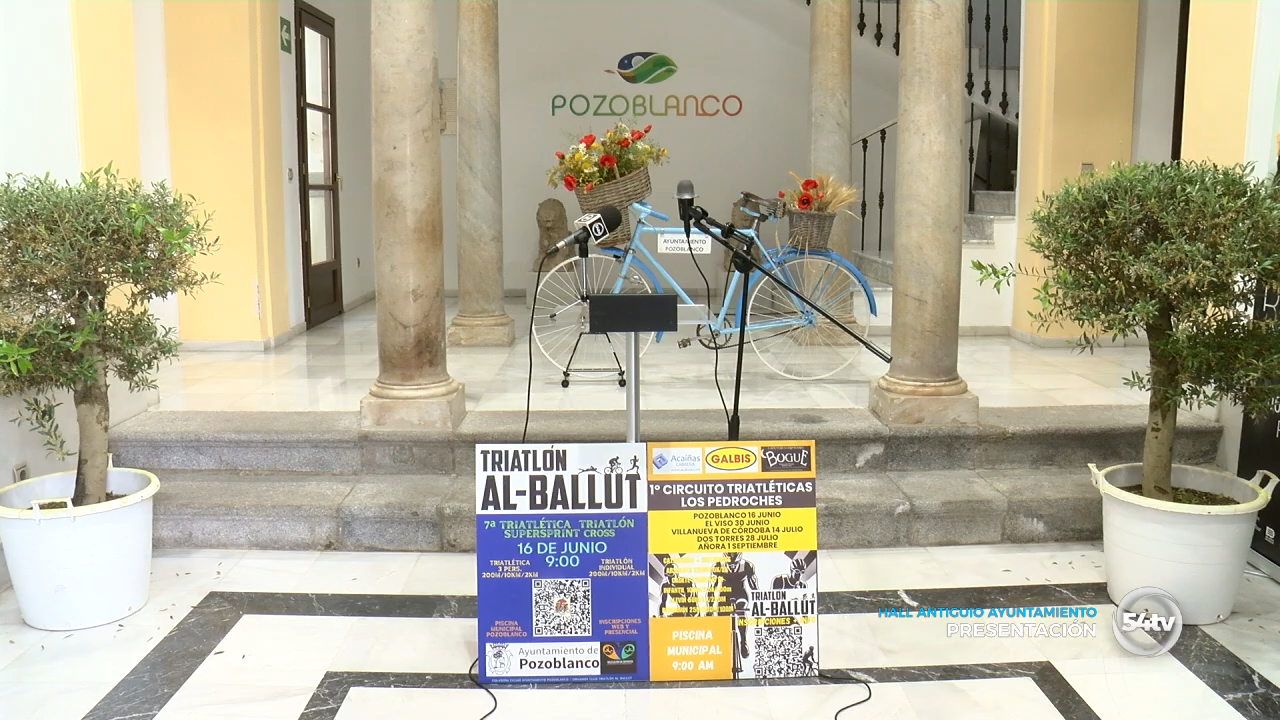 POZOBLANCO
AYUNTAMIENTO
POZOBLANCO
TRIATLÓN
AL-BALLUT
7ª TRIATLÉTICA TRIATLÓN
SUPERSPRINT CROSS
16 DE JUNIO
9:00
TRIATLÉTICA
3 PERS.
200M/10KM/2KM
TRIATLÓN
INDIVIDUAL
200M/10KM/2KM
PISCINA
MUNICIPAL
POZOBLANCO
INSCRIPCIONES
WEB Y
PRESENCIAL
Ayuntamiento de
Pozoblanco
Acaíñas
GALBIS
BOGUE
1º CIRCUITO TRIATLÉTICAS
LOS PEDROCHES
POZOBLANCO 16 JUNIO
EL VISO 30 JUNIO
VILLANUEVA DE CÓRDOBA 14 JULIO
DOS TORRES 28 JULIO
AÑORA 1 SEPTIEMBRE
TRIATLÓN
AL-BALLUT
INSCRIPCIONES
PISCINA
MUNICIPAL
9:00 AM
HALL ANTIGUO AYUNTAMIENTO
PRESENTACIÓN
54tv